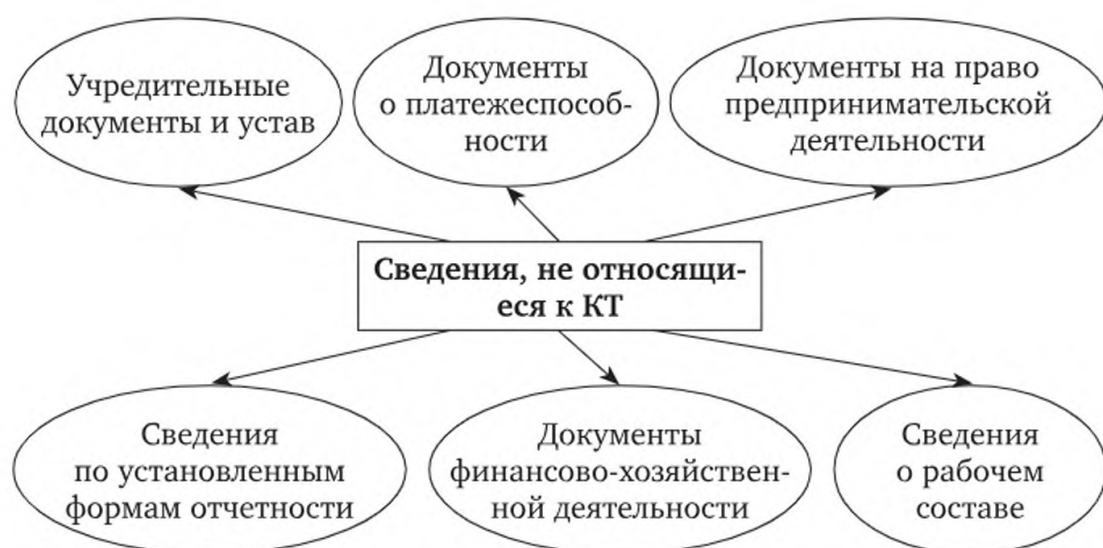 Учредительные
документы и устав
Документы
о платежеспособ-
ности
Документы на право
предпринимательской
деятельности
Сведения, не относящи-
еся к КТ
Сведения
по установленным
формам отчетности
Документы
финансово-хозяйствен-
ной деятельности
Сведения
о рабочем
составе